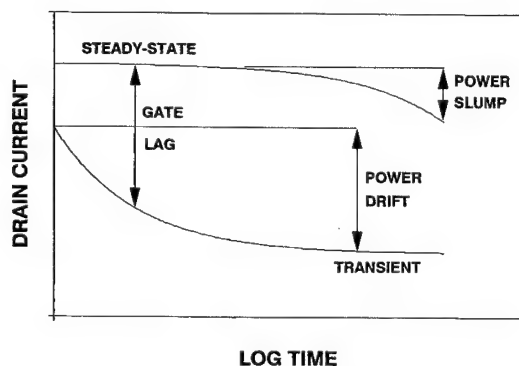 STEADY-STATE
POWER
SLUMP
GATE
LAG
POWER
DRIFT
TRANSIENT
DRAIN CURRENT
LOG TIME